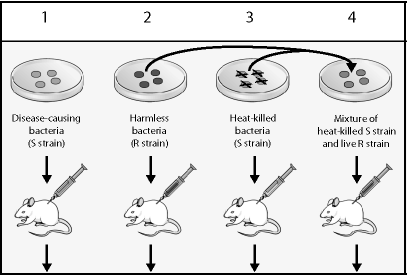 1 2 3 4
Disease-causing
bacteria
(S strain)
Harmless
bacteria
(R strain)
Heat-killed
bacteria
(S strain)
Mixture of
heat-killed S strain
and live R strain